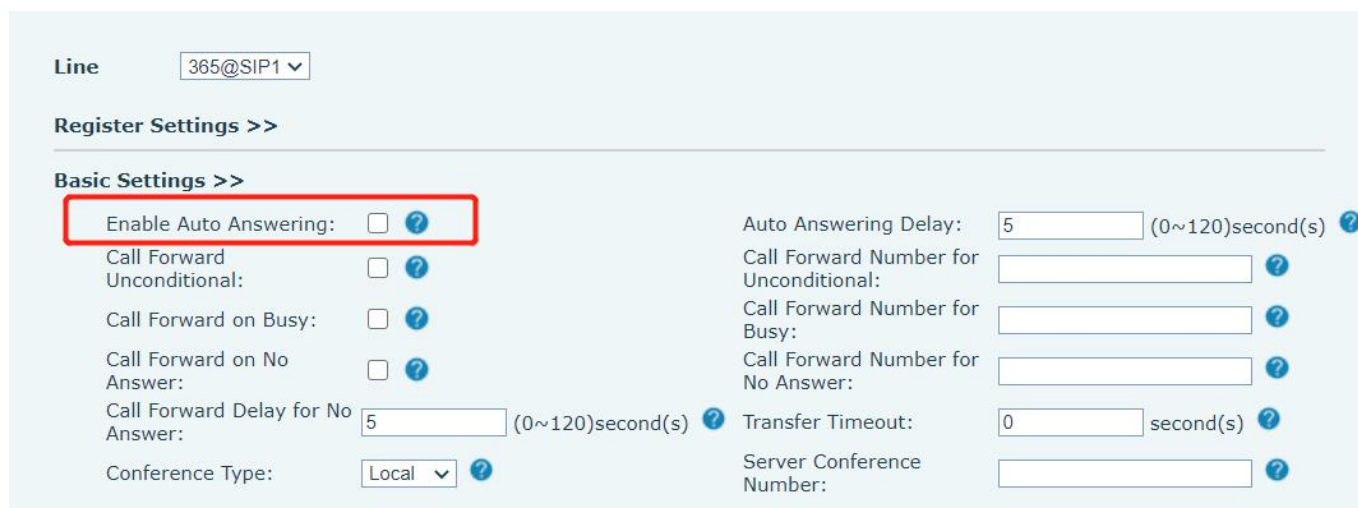 Line 365@SIP1
Register Settings >>
Basic Settings >>
Enable Auto Answering: ? Auto Answering Delay: 5 (0~120)second(s) ?
Call Forward Unconditional: ? Call Forward Number for Unconditional: ?
Call Forward on Busy: ? Call Forward Number for Busy: ?
Call Forward on No Answer: ? Call Forward Number for No Answer: ?
Call Forward Delay for No Answer: 5 (0~120)second(s) ? Transfer Timeout: 0 second(s) ?
Conference Type: Local ? Server Conference Number: ?